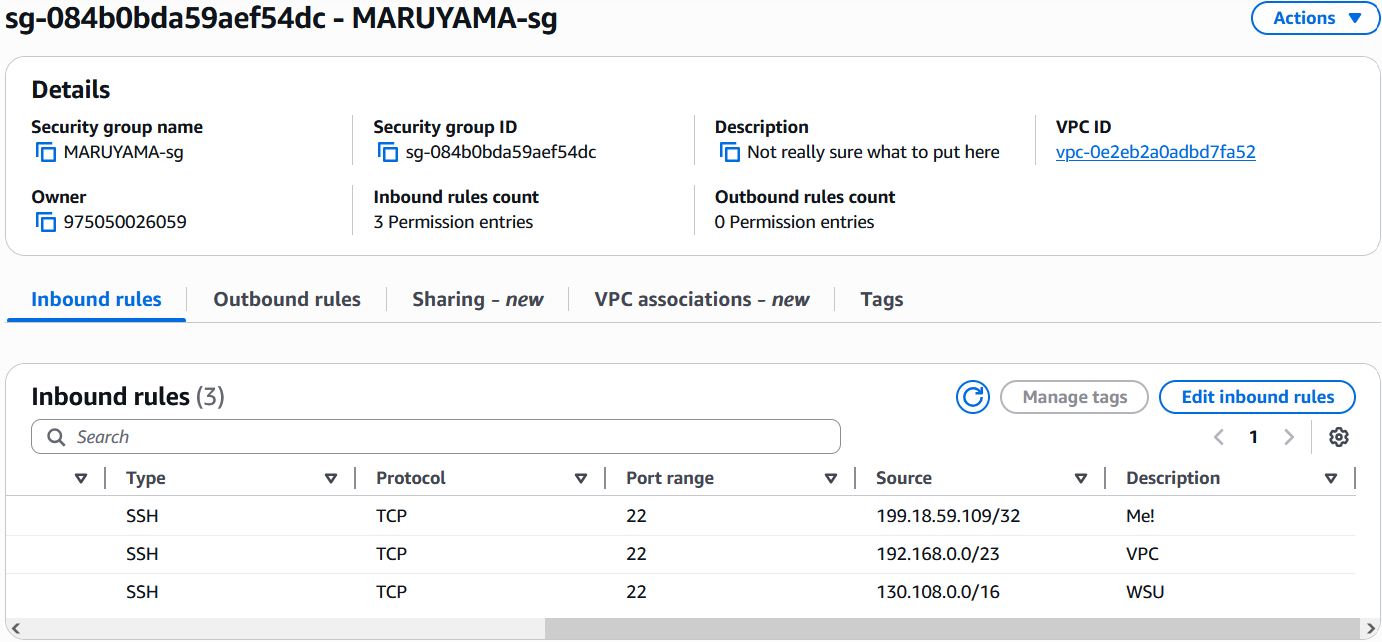 sg-084b0bda59aef54dc - MARUYAMA-sg
Actions
Details
Security group name
MARUYAMA-sg
Security group ID
sg-084b0bda59aef54dc
Description
Not really sure what to put here
VPC ID
vpc-0e2eb2a0adbd7fa52
Owner
975050026059
Inbound rules count
3 Permission entries
Outbound rules count
0 Permission entries
Inbound rules
Outbound rules
Sharing - new
VPC associations - new
Tags
Inbound rules (3)
Manage tags
Edit inbound rules
Search
1
Type Protocol Port range Source Description
SSH TCP 22 199.18.59.109/32 Me!
SSH TCP 22 192.168.0.0/23 VPC
SSH TCP 22 130.108.0.0/16 WSU